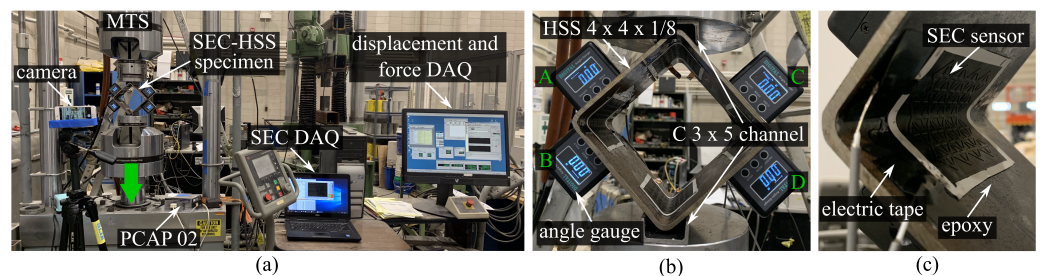 MTS
SEC-HSS
specimen
camera
displacement and
force DAQ
SEC DAQ
PCAP 02
CAUTION
(a)
HSS 4 x 4 x 1/8
A
B
C
D
C 3 x 5 channel
angle gauge
(b)
SEC sensor
electric tape
epoxy
(c)